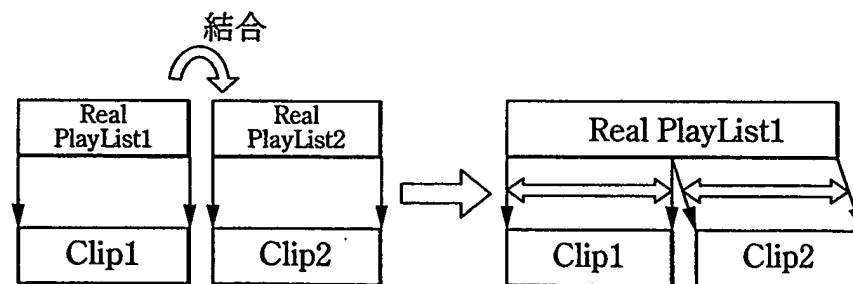 結合
Real
PlayList1
Real
PlayList2
Real PlayList1
Clip1
Clip2
Clip1
Clip2